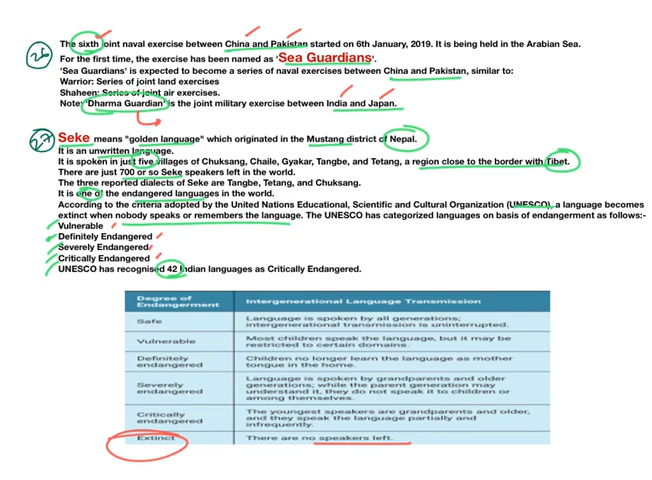 26
The sixth joint naval exercise between China and Pakistan started on 6th January, 2019. It is being held in the Arabian Sea.
For the first time, the exercise has been named as 'Sea Guardians'.
'Sea Guardians' is expected to become a series of naval exercises between China and Pakistan, similar to:
Warrior: Series of joint land exercises
Shaheen: Series of joint air exercises.
Note: 'Dharma Guardian' is the joint military exercise between India and Japan.
27
Seke means "golden language" which originated in the Mustang district of Nepal.
It is an unwritten language.
It is spoken in just five villages of Chuksang, Chaile, Gyakar, Tangbe, and Tetang, a region close to the border with Tibet.
There are just 700 or so Seke speakers left in the world.
The three reported dialects of Seke are Tangbe, Tetang, and Chuksang.
It is one of the endangered languages in the world.
According to the criteria adopted by the United Nations Educational, Scientific and Cultural Organization (UNESCO), a language becomes
extinct when nobody speaks or remembers the language. The UNESCO has categorized languages on basis of endangerment as follows:-
Vulnerable
Definitely Endangered
Severely Endangered
Critically Endangered
UNESCO has recognised 42 Indian languages as Critically Endangered.
Degree of Endangerment | Intergenerational Language Transmission
Safe | Language is spoken by all generations; intergenerational transmission is uninterrupted.
Vulnerable | Most children speak the language, but it may be restricted to certain domains.
Definitely endangered | Children no longer learn the language as mother tongue in the home.
Severely endangered | Language is spoken by grandparents and older generations; while the parent generation may understand it, they do not speak it to children or among themselves.
Critically endangered | The youngest speakers are grandparents and older, and they speak the language partially and infrequently.
Extinct | There are no speakers left.